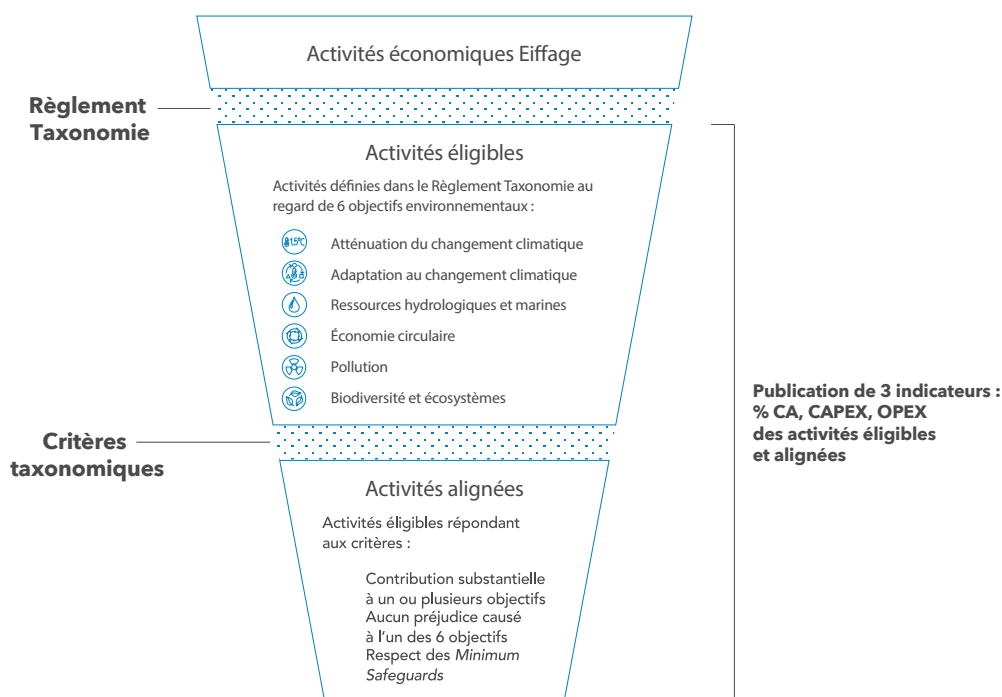 Activités économiques Eiffage
Règlement
Taxonomie
Activités éligibles
Activités définies dans le Règlement Taxonomie au
regard de 6 objectifs environnementaux :
1.5°C
Atténuation du changement climatique
Adaptation au changement climatique
Ressources hydrologiques et marines
Économie circulaire
Pollution
Biodiversité et écosystèmes
Publication de 3 indicateurs :
% CA, CAPEX, OPEX
des activités éligibles
et alignées
Critères
taxonomiques
Activités alignées
Activités éligibles répondant
aux critères :
Contribution substantielle
à un ou plusieurs objectifs
Aucun préjudice causé
à l'un des 6 objectifs
Respect des Minimum
Safeguards